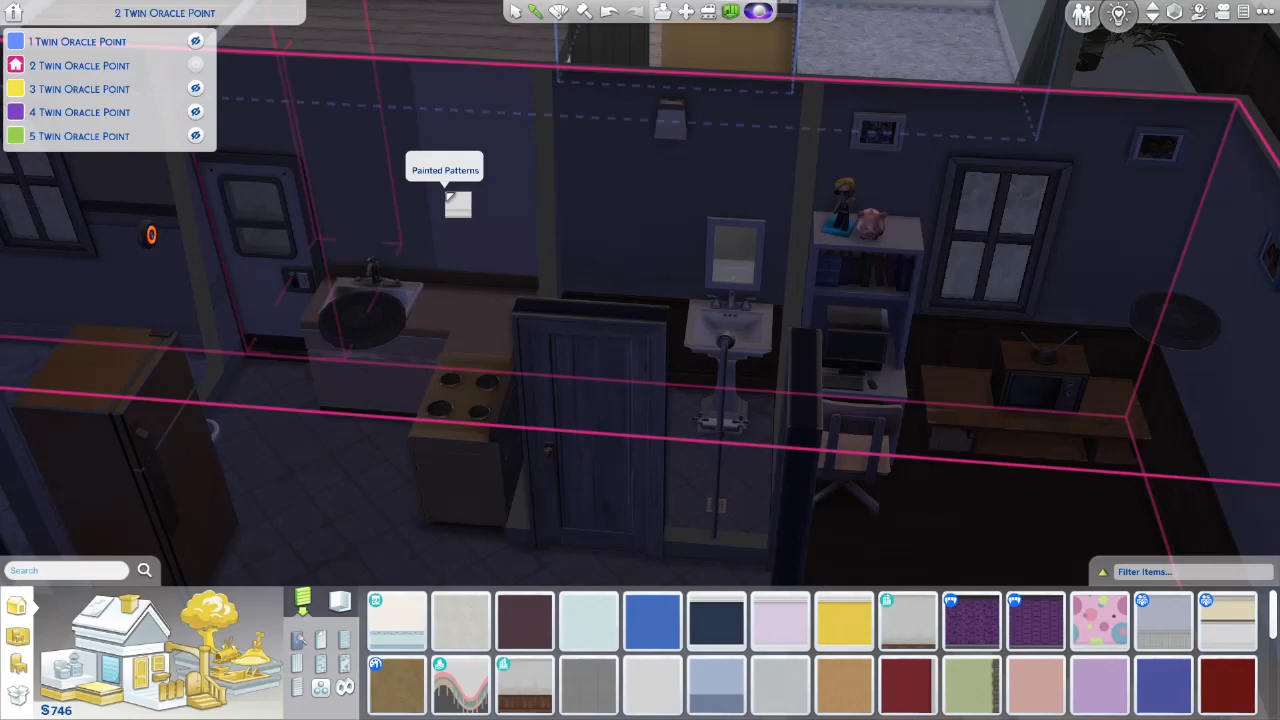 2 Twin Oracle Point
1 Twin Oracle Point
2 Twin Oracle Point
3 Twin Oracle Point
4 Twin Oracle Point
5 Twin Oracle Point
Painted Patterns
Search
Filter Items...
§746